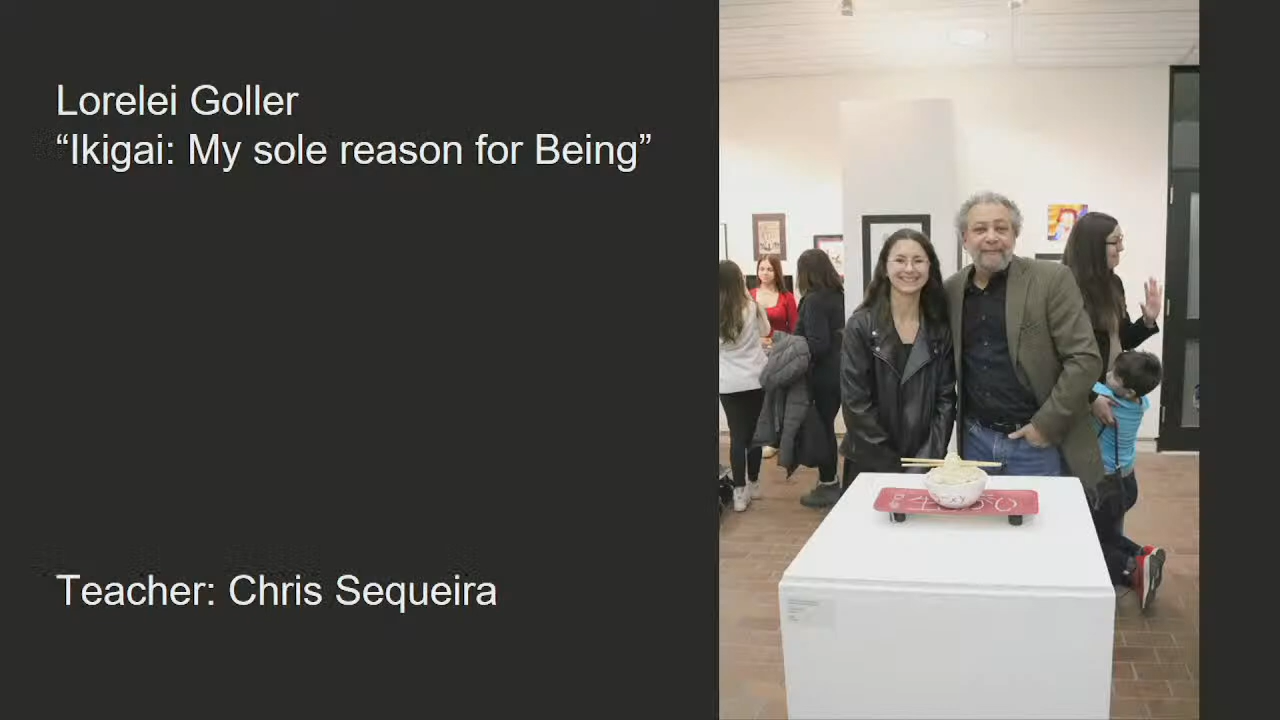 Lorelei Goller
“Ikigai: My sole reason for Being”
Teacher: Chris Sequeira